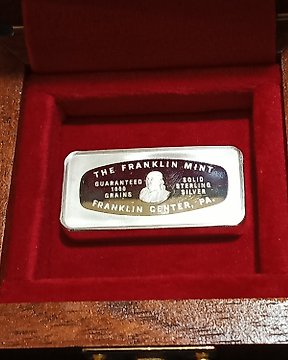 THE FRANKLIN MINT
GUARANTEED
1000
GRAINS
SOLID
STERLING
SILVER
FRANKLIN CENTER, PA.